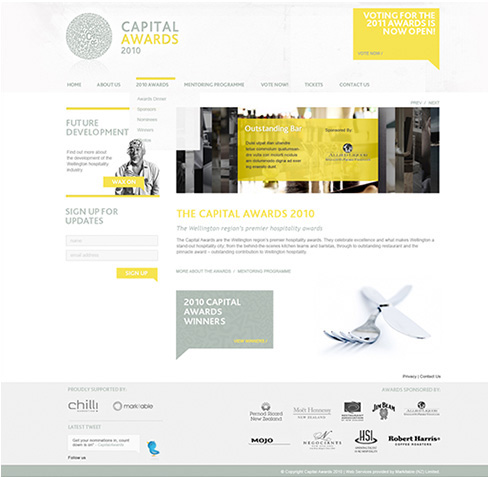 CAPITAL
AWARDS
2010
VOTING FOR THE
2011 AWARDS IS
NOW OPEN!
VOTE NOW /
HOME
ABOUT US
2010 AWARDS
MENTORING PROGRAMME
VOTE NOW!
TICKETS
CONTACT US
Awards Dinner
Sponsors
Nominees
Winners
PREV / NEXT
FUTURE
DEVELOPMENT
Find out more about
the development of the
Wellington hospitality
industry.
WAX ON
Outstanding Bar
Sponsored By:
SIGN UP FOR
UPDATES
name
email address
SIGN UP
THE CAPITAL AWARDS 2010
The Wellington region's premier hospitality awards
The Capital Awards are the Wellington region's premier hospitality awards. They celebrate excellence and what makes Wellington a
stand-out hospitality city; from the behind-the-scenes kitchen teams and baristas, through to outstanding restaurant and the
pinnacle award - outstanding contribution to Wellington hospitality.
MORE ABOUT THE AWARDS / MENTORING PROGRAMME
2010 CAPITAL
AWARDS
WINNERS
OUR WINNERS /
Privacy | Contact Us
PROUDLY SUPPORTED BY:
chilli
markable
LATEST TWEET
Get your nominations in, count
down is on!
Follow us
AWARDS SPONSORED BY:
Pernod Ricard
New Zealand
Moët Hennessy
NEW ZEALAND
RESTAURANT
ASSOCIATION
JIM BEAM
MOJO
NEGOCIANTS
HSI
Robert Harris
COFFEE ROASTERS
© Copyright Capital Awards 2010 | Web Services provided by Markable (NZ) Limited.